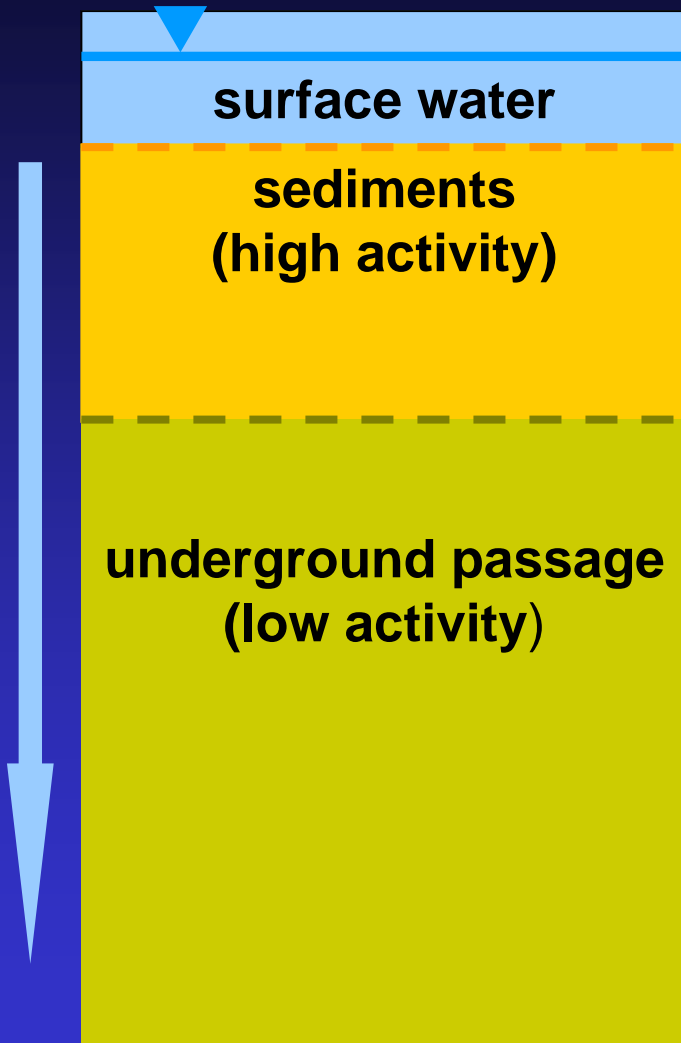 surface water
sediments
(high activity)
underground passage
(low activity)